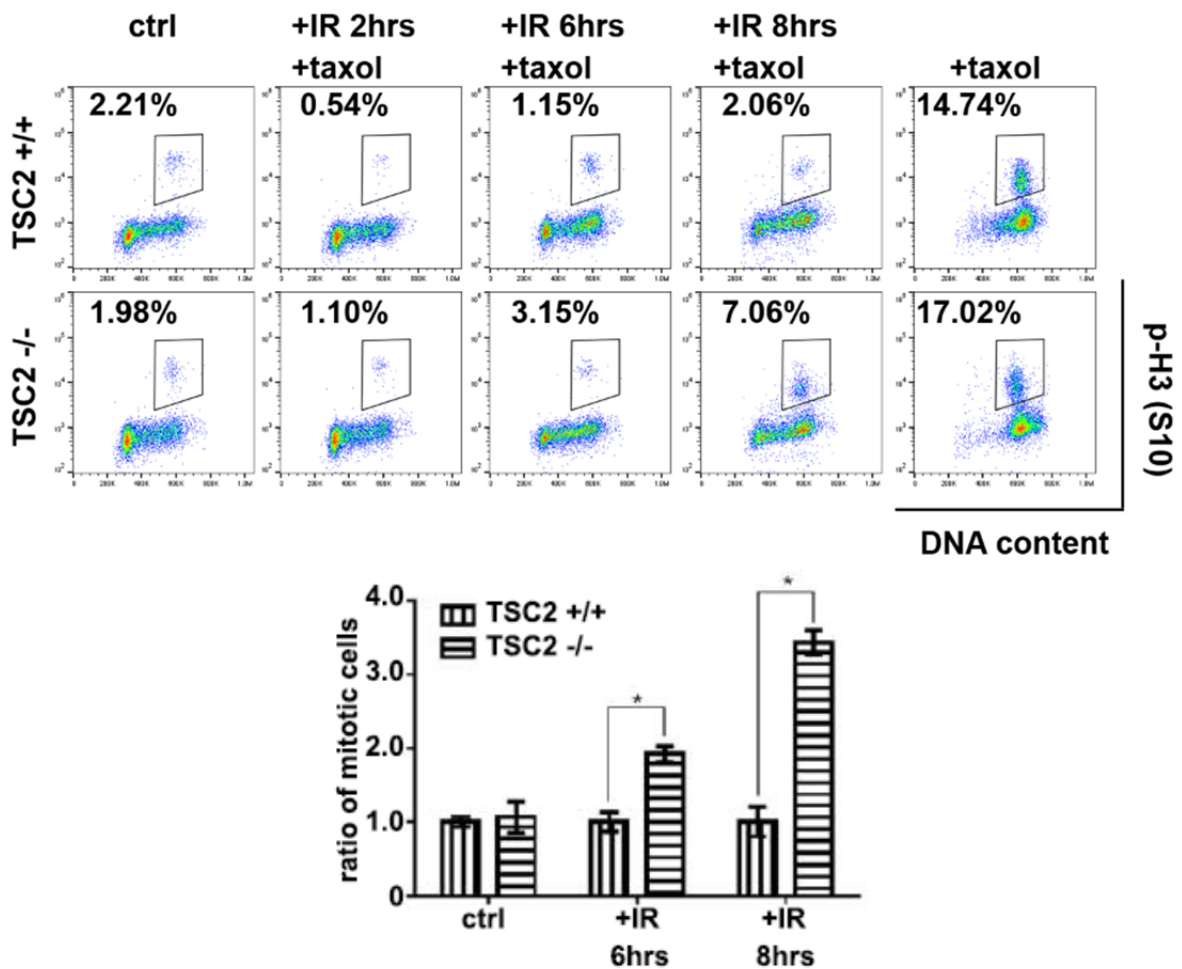 ctrl
+IR 2hrs
+taxol
+IR 6hrs
+taxol
+IR 8hrs
+taxol
+taxol
TSC2 +/+
2.21%
0.54%
1.15%
2.06%
14.74%
TSC2 -/-
1.98%
1.10%
3.15%
7.06%
17.02%
p-H3 (S10)
DNA content
ratio of mitotic cells
4.0
3.0
2.0
1.0
0
TSC2 +/+
TSC2 -/-
*
*
ctrl
+IR
6hrs
+IR
8hrs